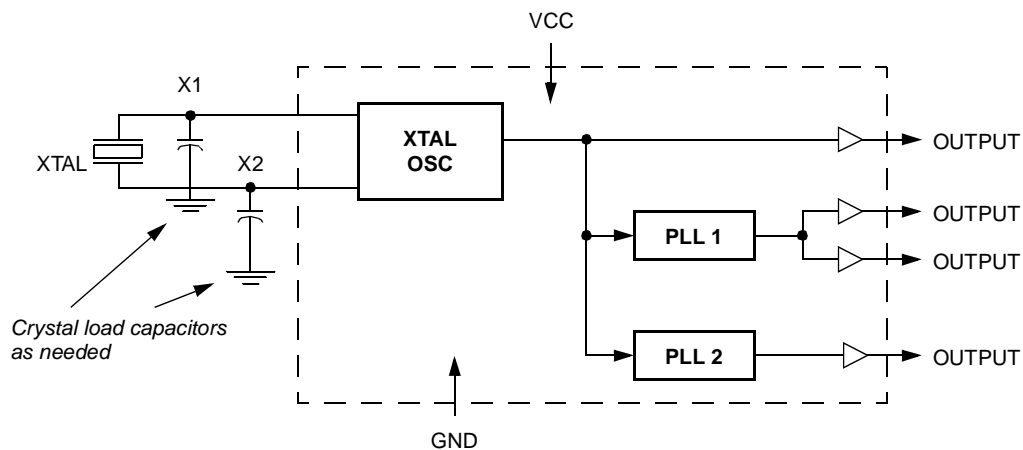 VCC
X1
XTAL
OSC
OUTPUT
XTAL
X2
PLL 1
OUTPUT
OUTPUT
Crystal load capacitors
as needed
PLL 2
OUTPUT
GND